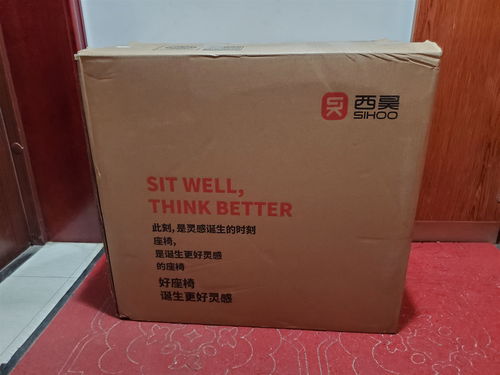 西昊
SIHOO
SIT WELL,
THINK BETTER
此刻,是灵感诞生的时刻
座椅,
是诞生更好灵感
的座椅
好座椅
诞生更好灵感